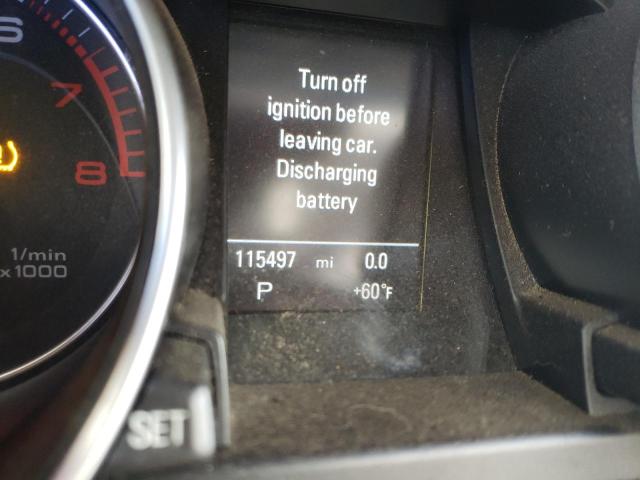 6
7
8
1/min
x1000
Turn off
ignition before
leaving car.
Discharging
battery
115497 mi 0.0
P +60°F
SET